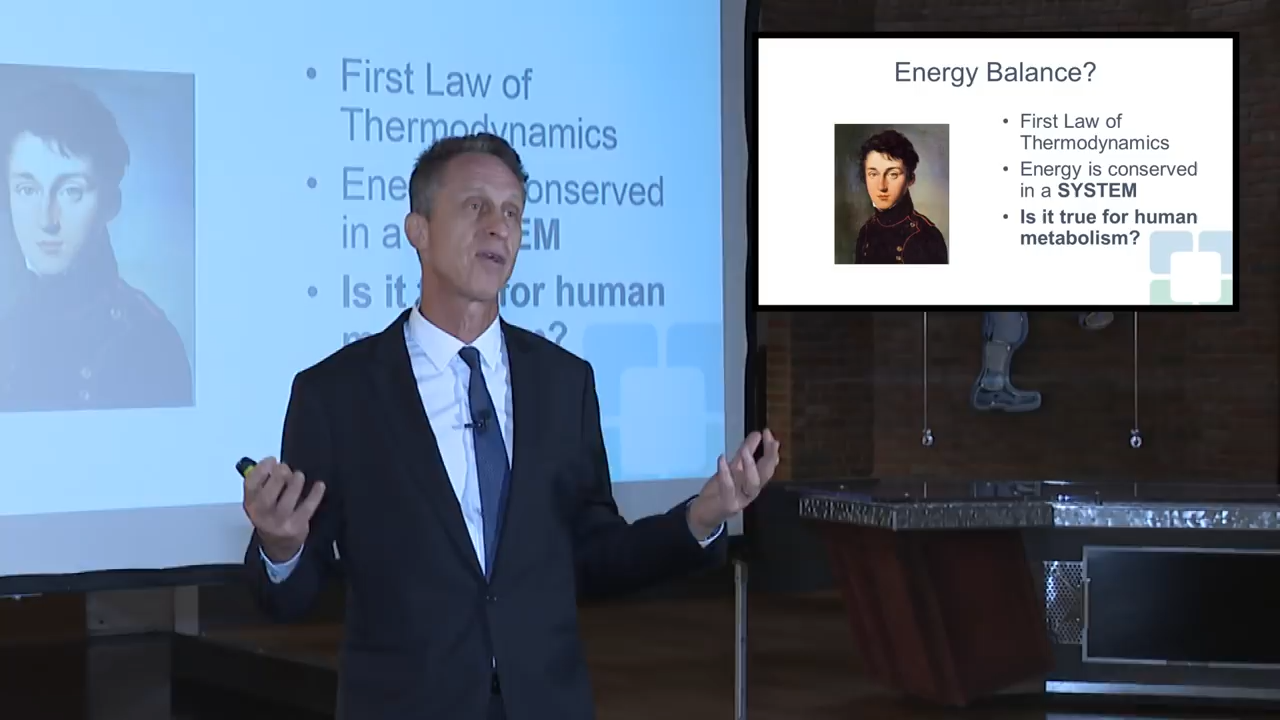 • First Law of
Thermodynamics
• Ene onserved
in a EM
• Is it for human
?
Energy Balance?
• First Law of
Thermodynamics
• Energy is conserved
in a SYSTEM
• Is it true for human
metabolism?